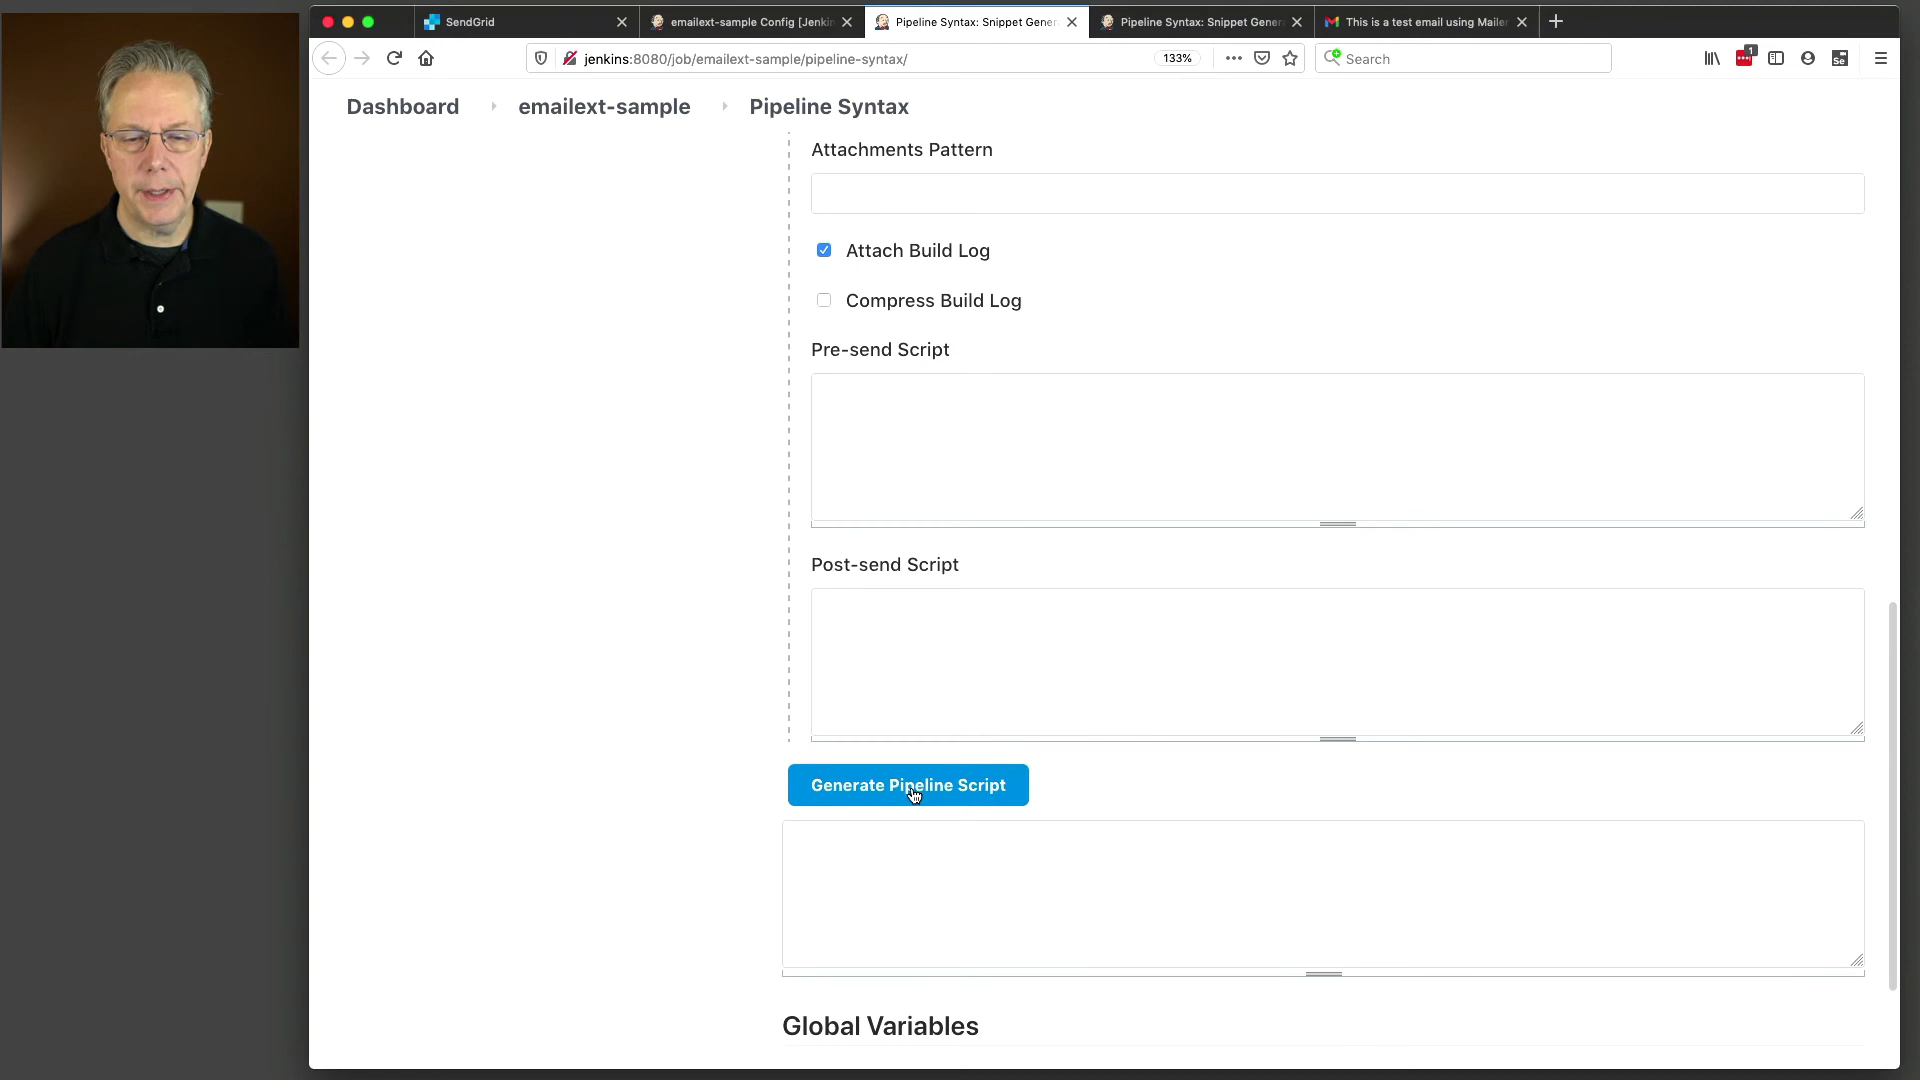 SendGrid
emailext-sample Config [Jenkin
Pipeline Syntax: Snippet Gener
Pipeline Syntax: Snippet Gener
This is a test email using Mailer
jenkins:8080/job/emailext-sample/pipeline-syntax/
133%
Search
1
Se
Dashboard
emailext-sample
Pipeline Syntax
Attachments Pattern
Attach Build Log
Compress Build Log
Pre-send Script
Post-send Script
Generate Pipeline Script
Global Variables